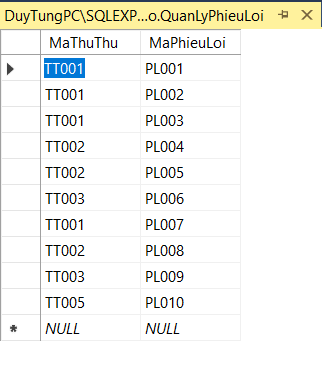 DuyTungPC\SQLEXP...o.QuanLyPhieuLoi
MaThuThu MaPhieuLoi
TT001 PL001
TT001 PL002
TT001 PL003
TT002 PL004
TT002 PL005
TT003 PL006
TT001 PL007
TT002 PL008
TT003 PL009
TT005 PL010
* NULL NULL